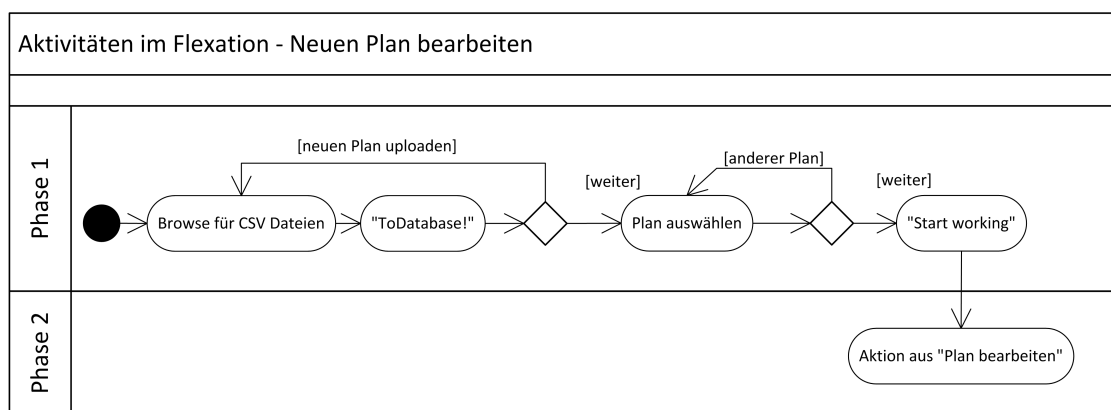 Aktivitäten im Flexation - Neuen Plan bearbeiten
Phase 1
[neuen Plan uploaden]
[anderer Plan]
[weiter]
[weiter]
Browse für CSV Dateien
"ToDatabase!"
Plan auswählen
"Start working"
Phase 2
Aktion aus "Plan bearbeiten"